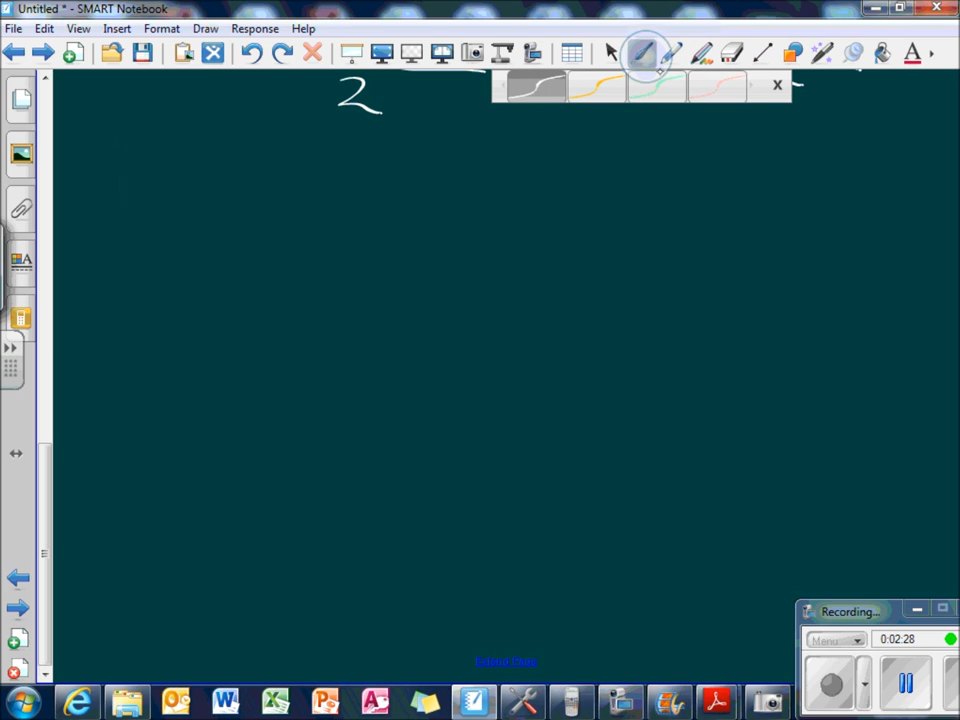 Untitled * - SMART Notebook
File Edit View Insert Format Draw Response Help
2
x
Recording...
Menu
0:02:28
Extend Page